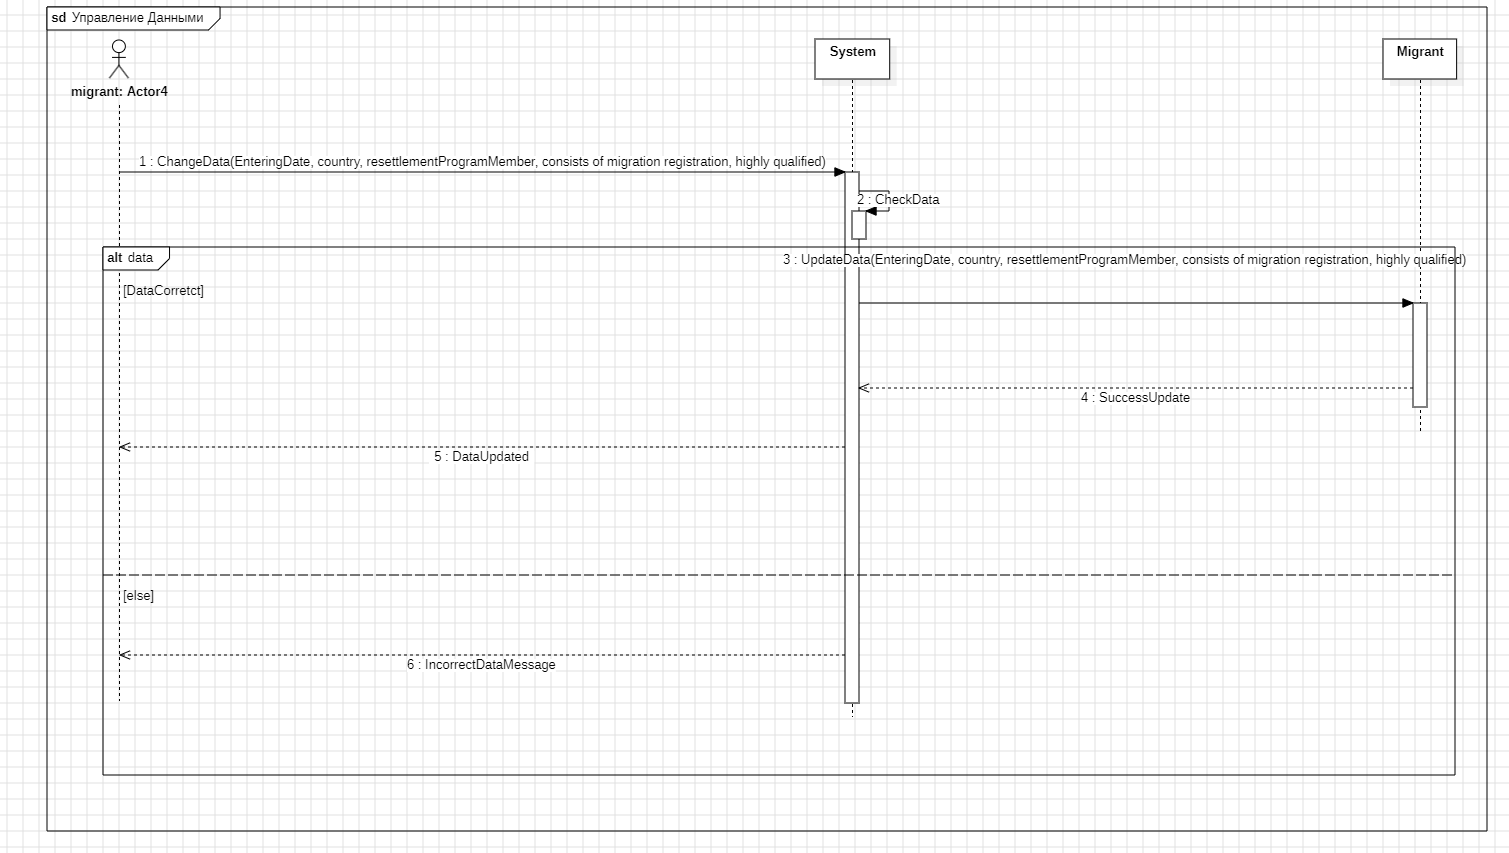 sd Управление Данными
migrant: Actor4
System
Migrant
1 : ChangeData(EnteringDate, country, resettlementProgramMember, consists of migration registration, highly qualified)
2 : CheckData
alt data
3 : UpdateData(EnteringDate, country, resettlementProgramMember, consists of migration registration, highly qualified)
[DataCorretct]
4 : SuccessUpdate
5 : DataUpdated
[else]
6 : IncorrectDataMessage